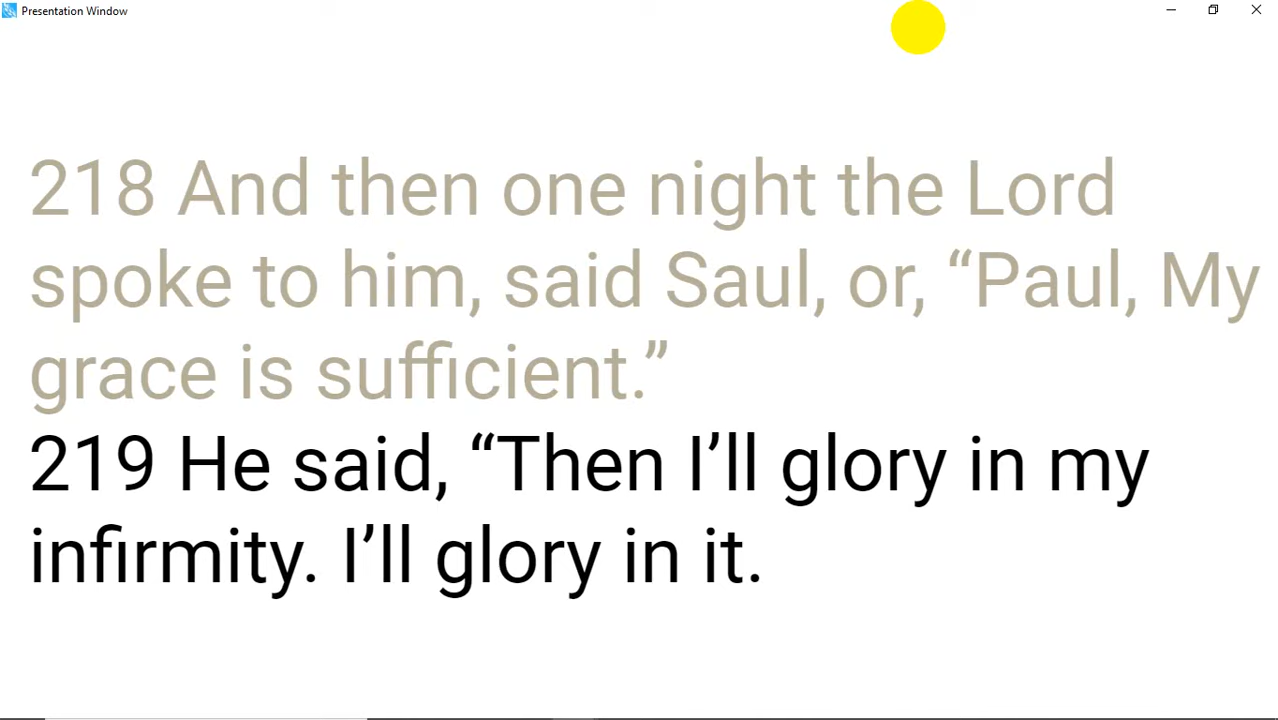 Presentation Window
218 And then one night the Lord
spoke to him, said Saul, or, “Paul, My
grace is sufficient.”
219 He said, “Then I’ll glory in my
infirmity. I’ll glory in it.